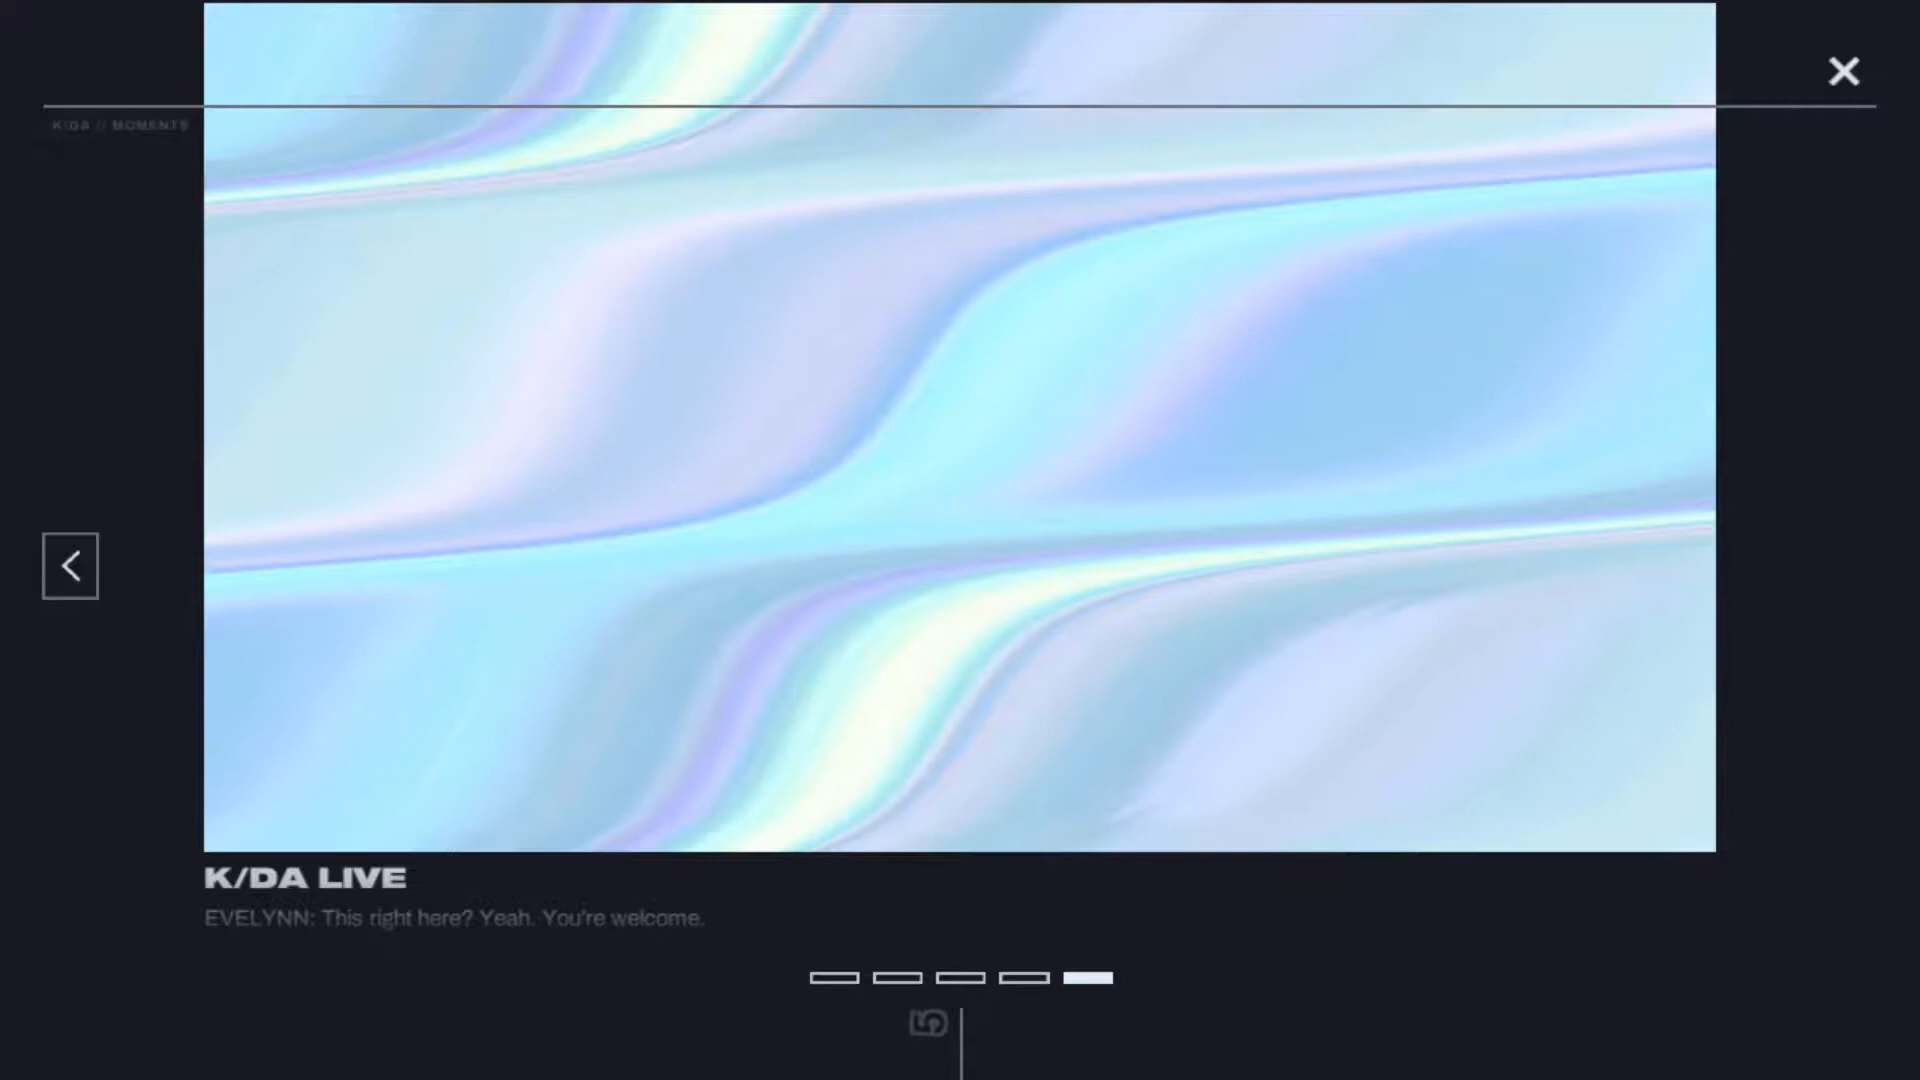 K/DA // MOMENTS
K/DA LIVE
EVELYNN: This right here? Yeah. You're welcome.